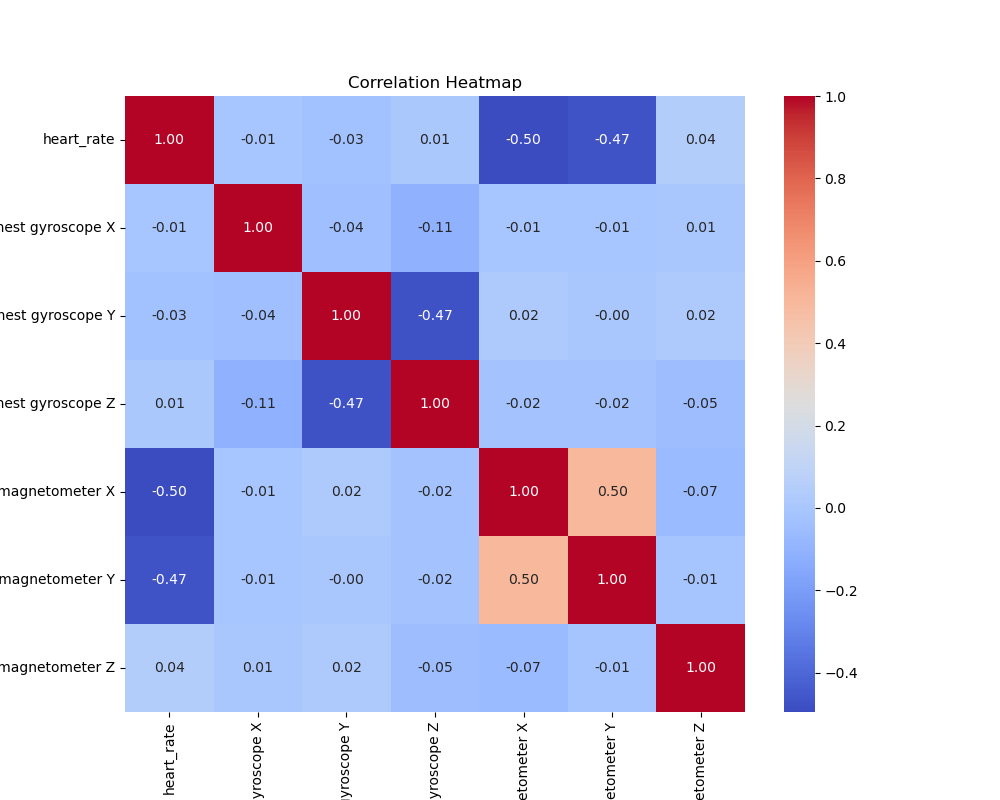 Correlation Heatmap
heart_rate 1.00 -0.01 -0.03 0.01 -0.50 -0.47 0.04
nest gyroscope X -0.01 1.00 -0.04 -0.11 -0.01 -0.01 0.01
nest gyroscope Y -0.03 -0.04 1.00 -0.47 0.02 -0.00 0.02
nest gyroscope Z 0.01 -0.11 -0.47 1.00 -0.02 -0.02 -0.05
magnetometer X -0.50 -0.01 0.02 -0.02 1.00 0.50 -0.07
magnetometer Y -0.47 -0.01 -0.00 -0.02 0.50 1.00 -0.01
magnetometer Z 0.04 0.01 0.02 -0.05 -0.07 -0.01 1.00
heart_rate
yroscope X
gyroscope Y
yroscope Z
etometer X
etometer Y
etometer Z
1.0
0.8
0.6
0.4
0.2
0.0
−0.2
−0.4